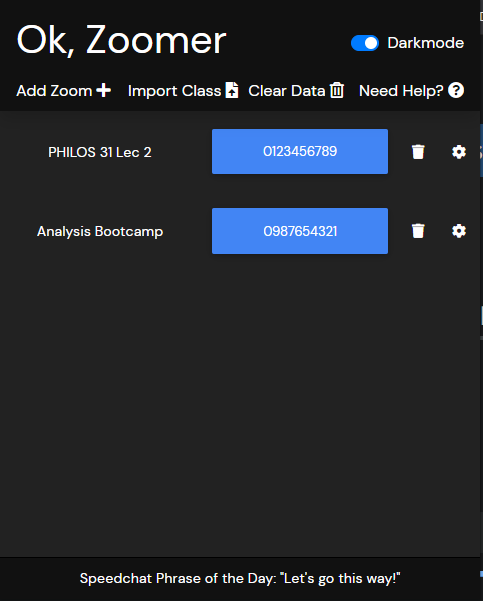 Ok, Zoomer
Darkmode
Add Zoom Import Class Clear Data Need Help?
PHILOS 31 Lec 2 0123456789
Analysis Bootcamp 0987654321
Speedchat Phrase of the Day: "Let's go this way!"